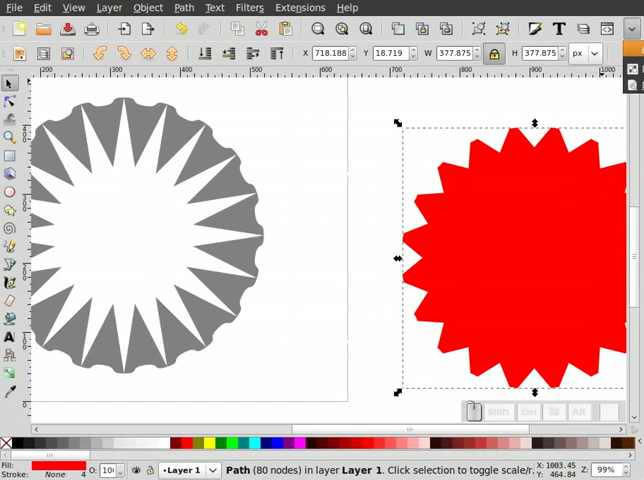 File Edit View Layer Object Path Text Filters Extensions Help
X 718.188 Y 18.719 W 377.875 H 377.875 px
200 300 400 500 600 700 800 900 1000
Shift Ctrl Alt
Fill: O: 100 •Layer 1 Path (80 nodes) in layer Layer 1. Click selection to toggle scale/r X: 1003.45 Z: 99%
Stroke: None 4 Y: 464.84